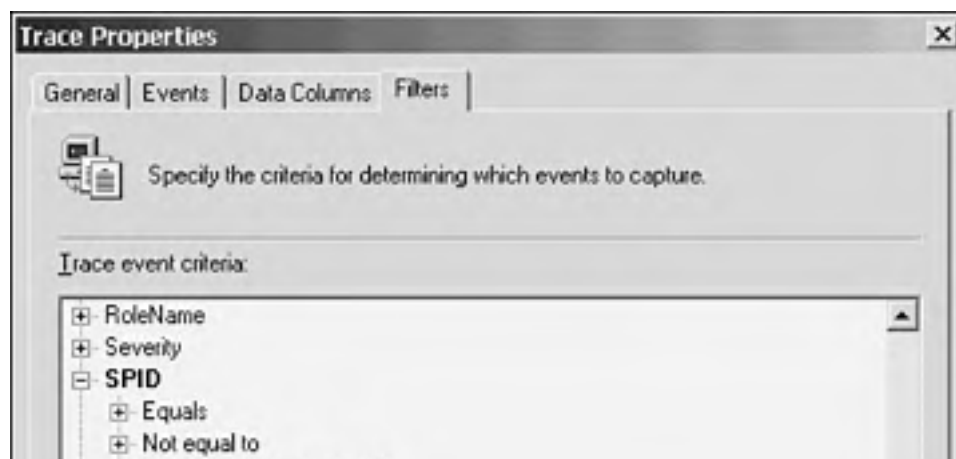 Trace Properties
General Events Data Columns Filters
Specify the criteria for determining which events to capture.
Trace event criteria:
RoleName
Severity
SPID
Equals
Not equal to